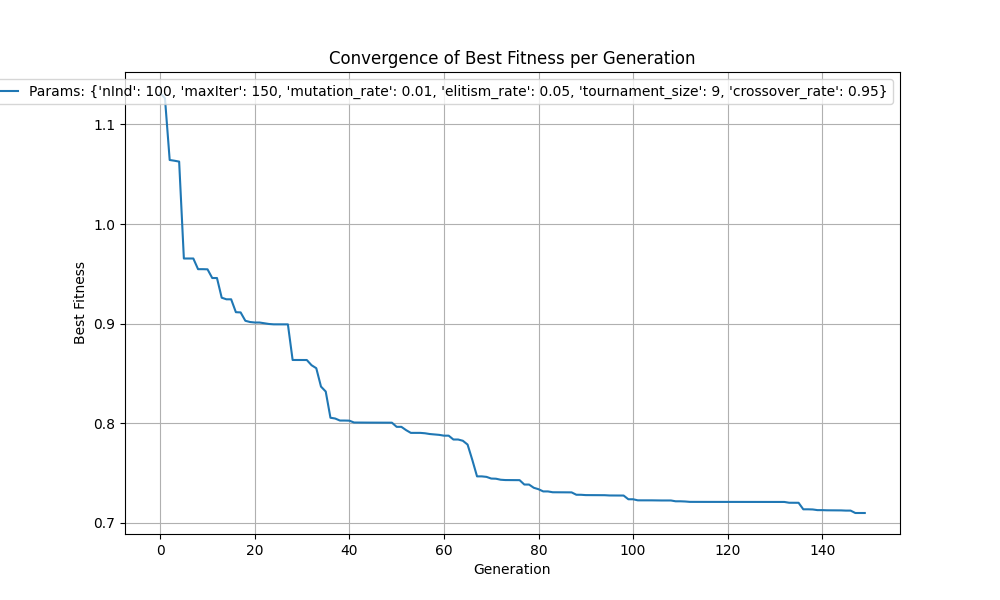 Convergence of Best Fitness per Generation
Params: {'nInd': 100, 'maxIter': 150, 'mutation_rate': 0.01, 'elitism_rate': 0.05, 'tournament_size': 9, 'crossover_rate': 0.95}
1.1
1.0
0.9
0.8
0.7
Best Fitness
0 20 40 60 80 100 120 140
Generation